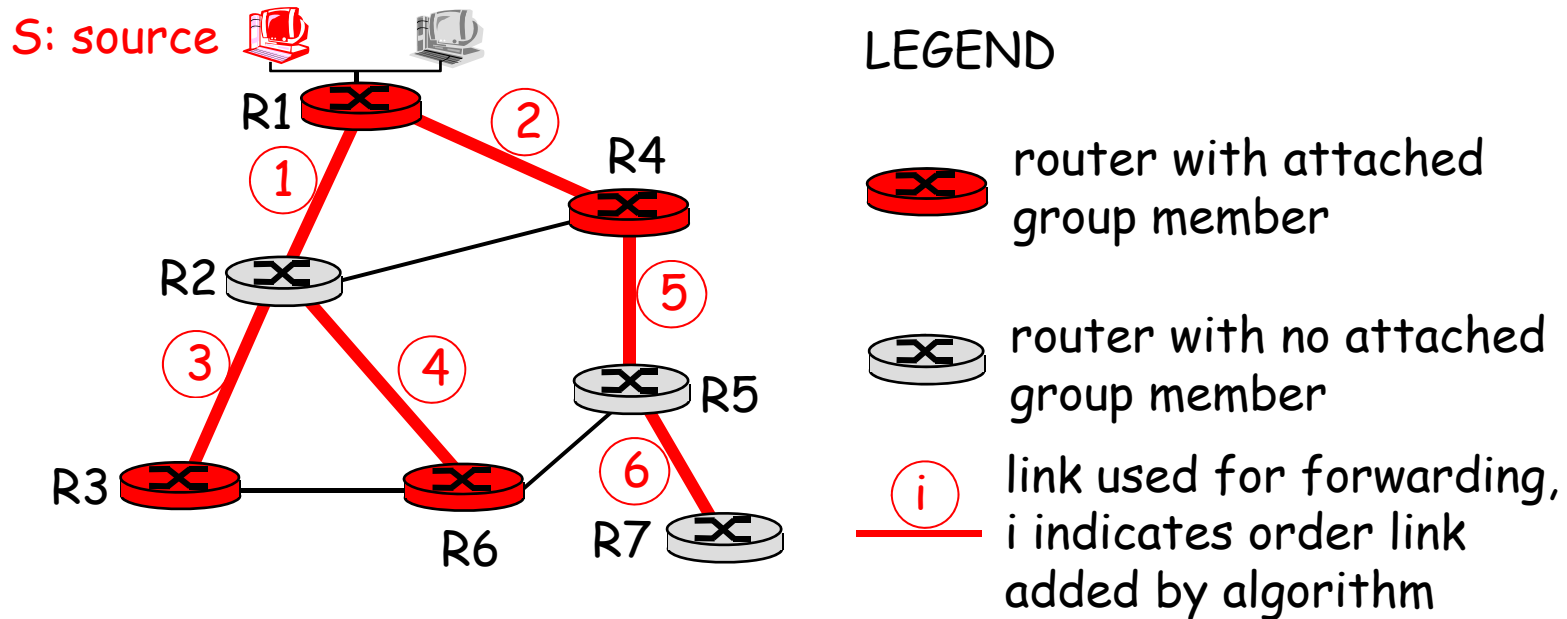 S: source
LEGEND
R1
2
R4
1
router with attached
group member
R2
5
3
4
R5
router with no attached
group member
R3
6
R6
R7
i
link used for forwarding,
i indicates order link
added by algorithm